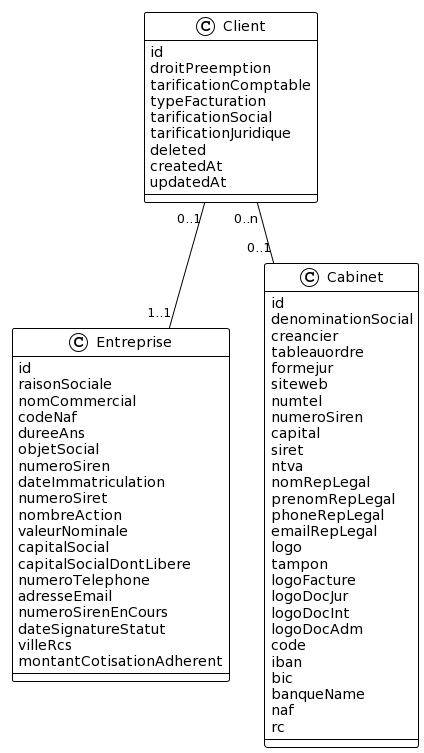 C Client
id
droitPreemption
tarificationComptable
typeFacturation
tarificationSocial
tarificationJuridique
deleted
createdAt
updatedAt
0..1
0..n
0..1
1..1
C Entreprise
id
raisonSociale
nomCommercial
codeNaf
dureeAns
objetSocial
numeroSiren
dateImmatriculation
numeroSiret
nombreAction
valeurNominale
capitalSocial
capitalSocialDontLibere
numeroTelephone
adresseEmail
numeroSirenEnCours
dateSignatureStatut
villeRcs
montantCotisationAdherent
C Cabinet
id
denominationSocial
creancier
tableauordre
formejur
siteweb
numtel
numeroSiren
capital
siret
ntva
nomRepLegal
prenomRepLegal
phoneRepLegal
emailRepLegal
logo
tampon
logoFacture
logoDocJur
logoDocInt
logoDocAdm
code
iban
bic
banqueName
naf
rc